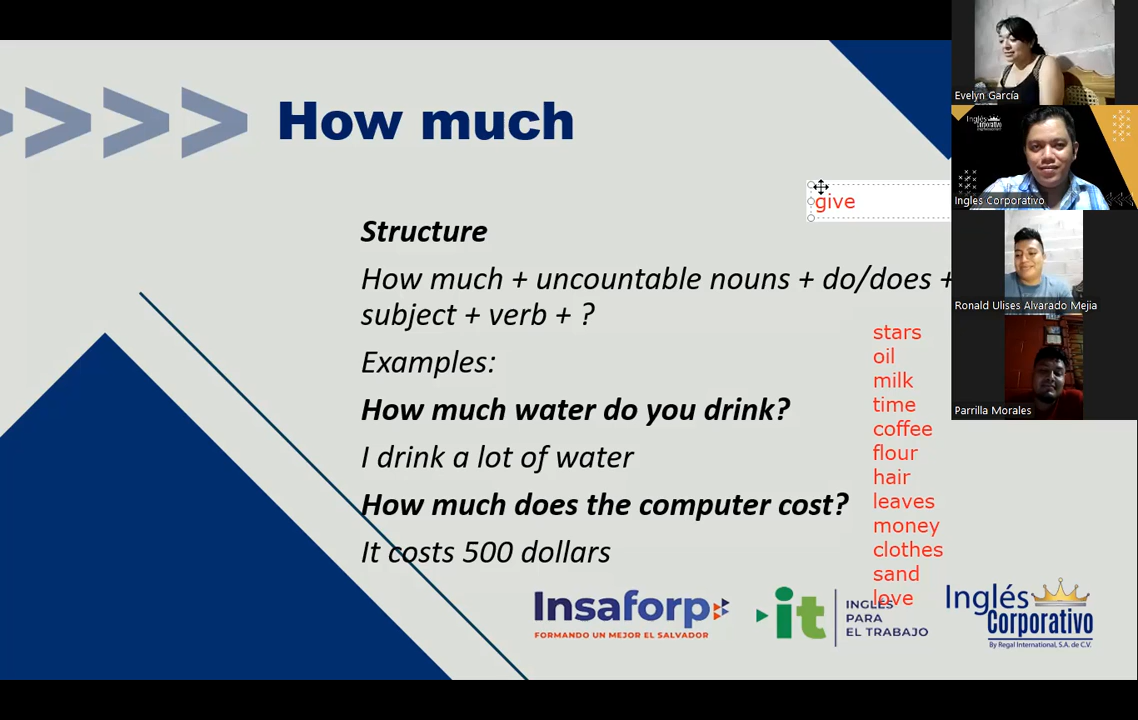 How much
give
Structure
How much + uncountable nouns + do/does +
subject + verb + ?
Examples:
How much water do you drink?
I drink a lot of water
How much does the computer cost?
It costs 500 dollars
stars
oil
milk
time
coffee
flour
hair
leaves
money
clothes
sand
love
Insaforp
FORMANDO UN MEJOR EL SALVADOR
it
INGLÉS
PARA
EL TRABAJO
Inglés
Corporativo
By Regal International, S.A. de C.V.
Evelyn García
Inglés
Corporativo
Ingles Corporativo
Ronald Ulises Alvarado Mejia
Parrilla Morales